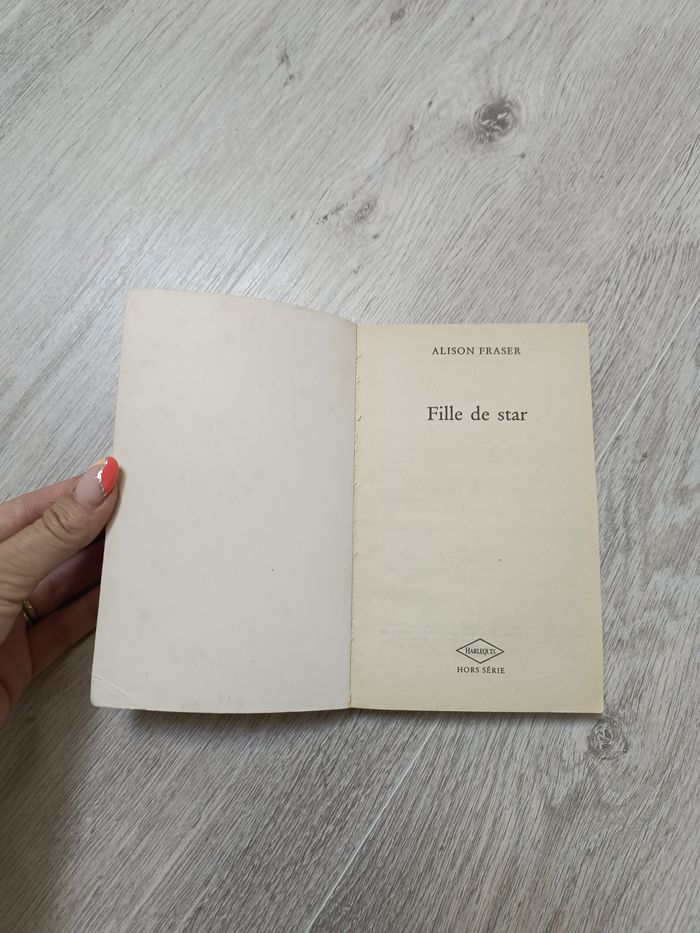 ALISON FRASER
Fille de star
HARLEQUIN
HORS SÉRIE